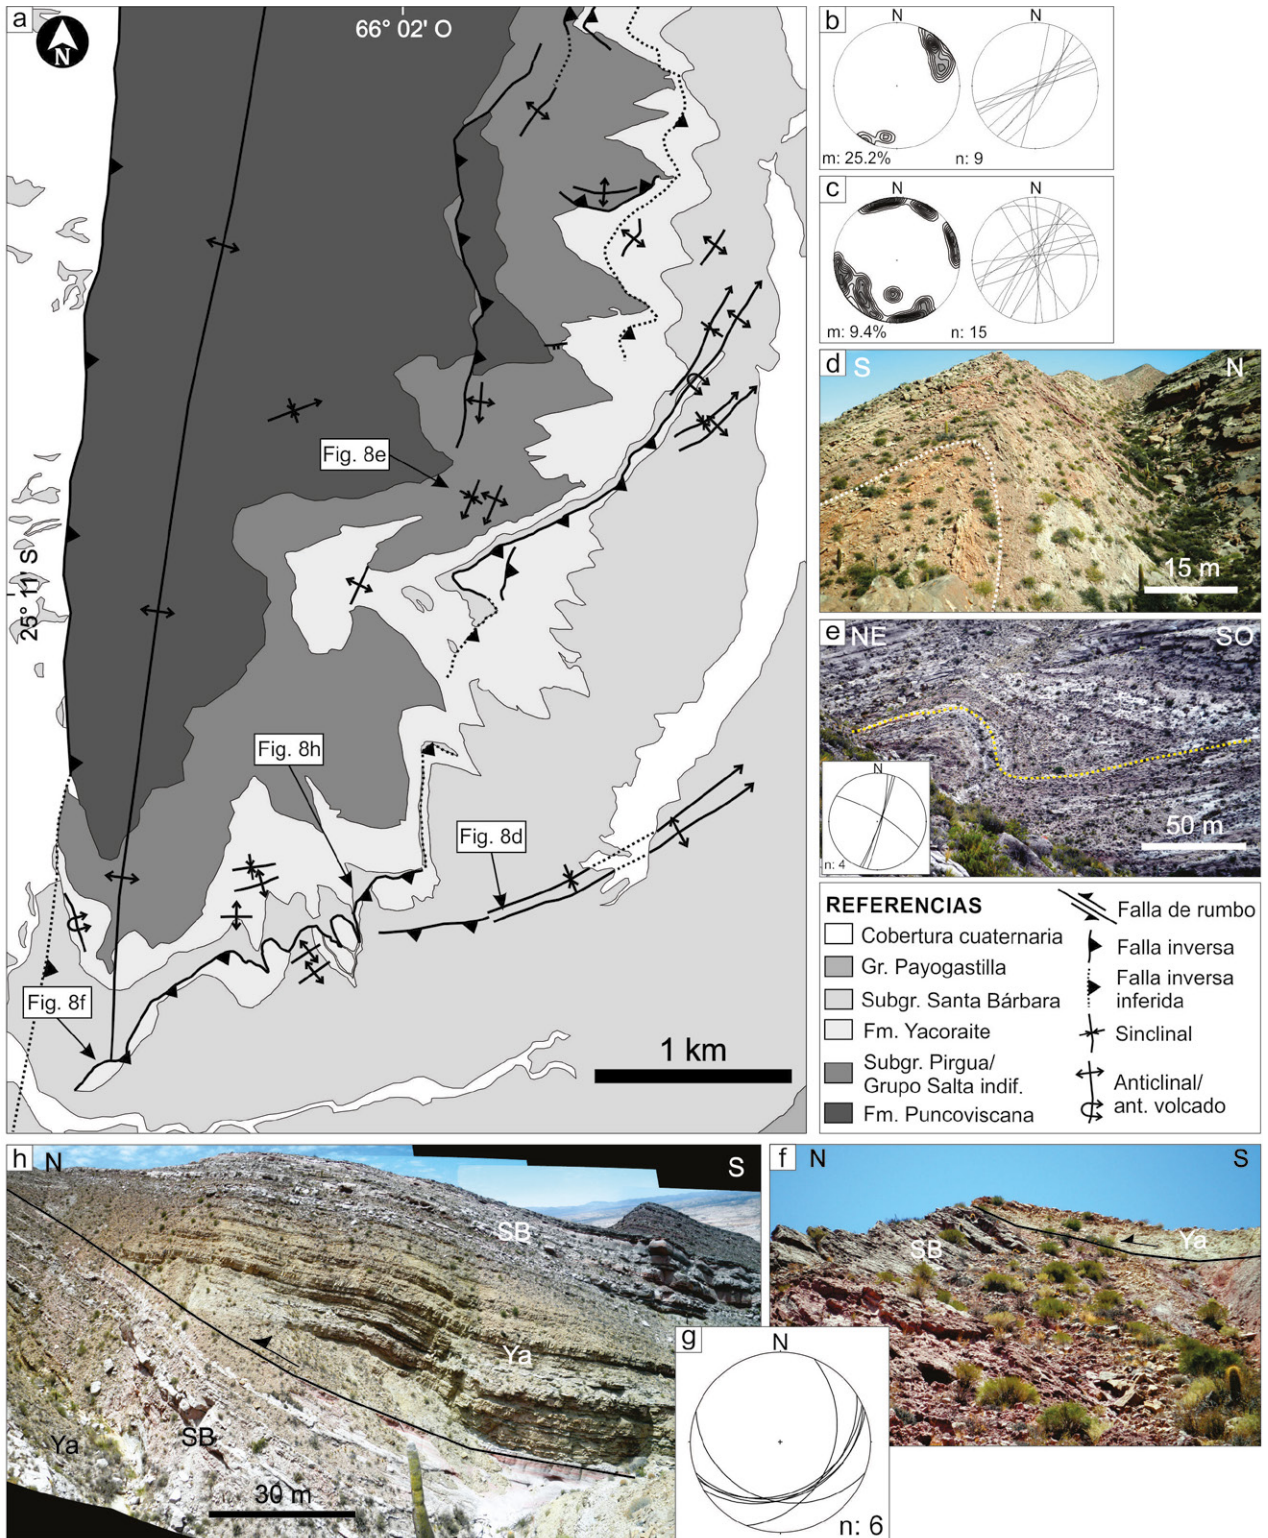 a
N
66° 02' O
25° 11' S
Fig. 8e
Fig. 8h
Fig. 8d
Fig. 8f
1 km
b
N
m: 25.2%
n: 9
c
N
N
m: 9.4%
n: 15
d
S
N
15 m
e
NE
SO
N
n: 4
50 m
REFERENCIAS
Cobertura cuaternaria
Gr. Payogastilla
Subgr. Santa Bárbara
Fm. Yacoraite
Subgr. Pirgua/
Grupo Salta indif.
Fm. Puncoviscana
Falla de rumbo
Falla inversa
Falla inversa
inferida
Sinclinal
Anticlinal/
ant. volcado
h
N
S
SB
Ya
SB
Ya
30 m
g
N
n: 6
f
N
S
SB
Ya